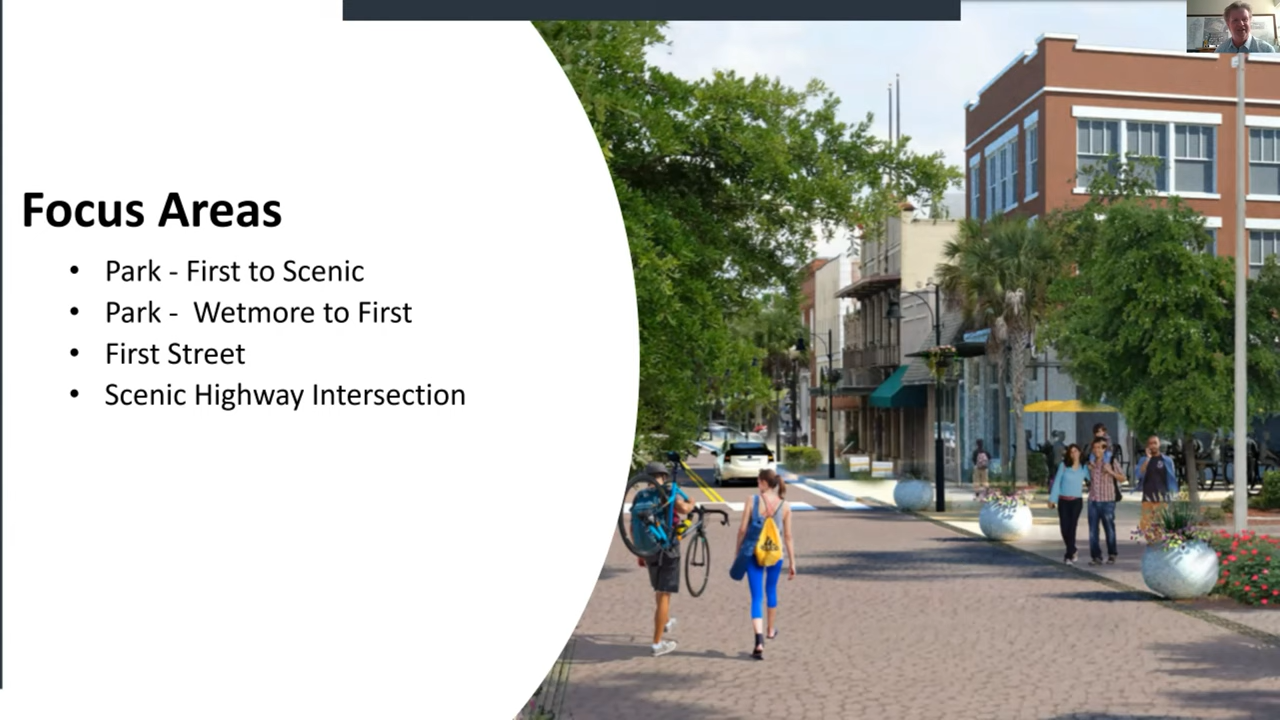 Focus Areas
• Park - First to Scenic
• Park - Wetmore to First
• First Street
• Scenic Highway Intersection